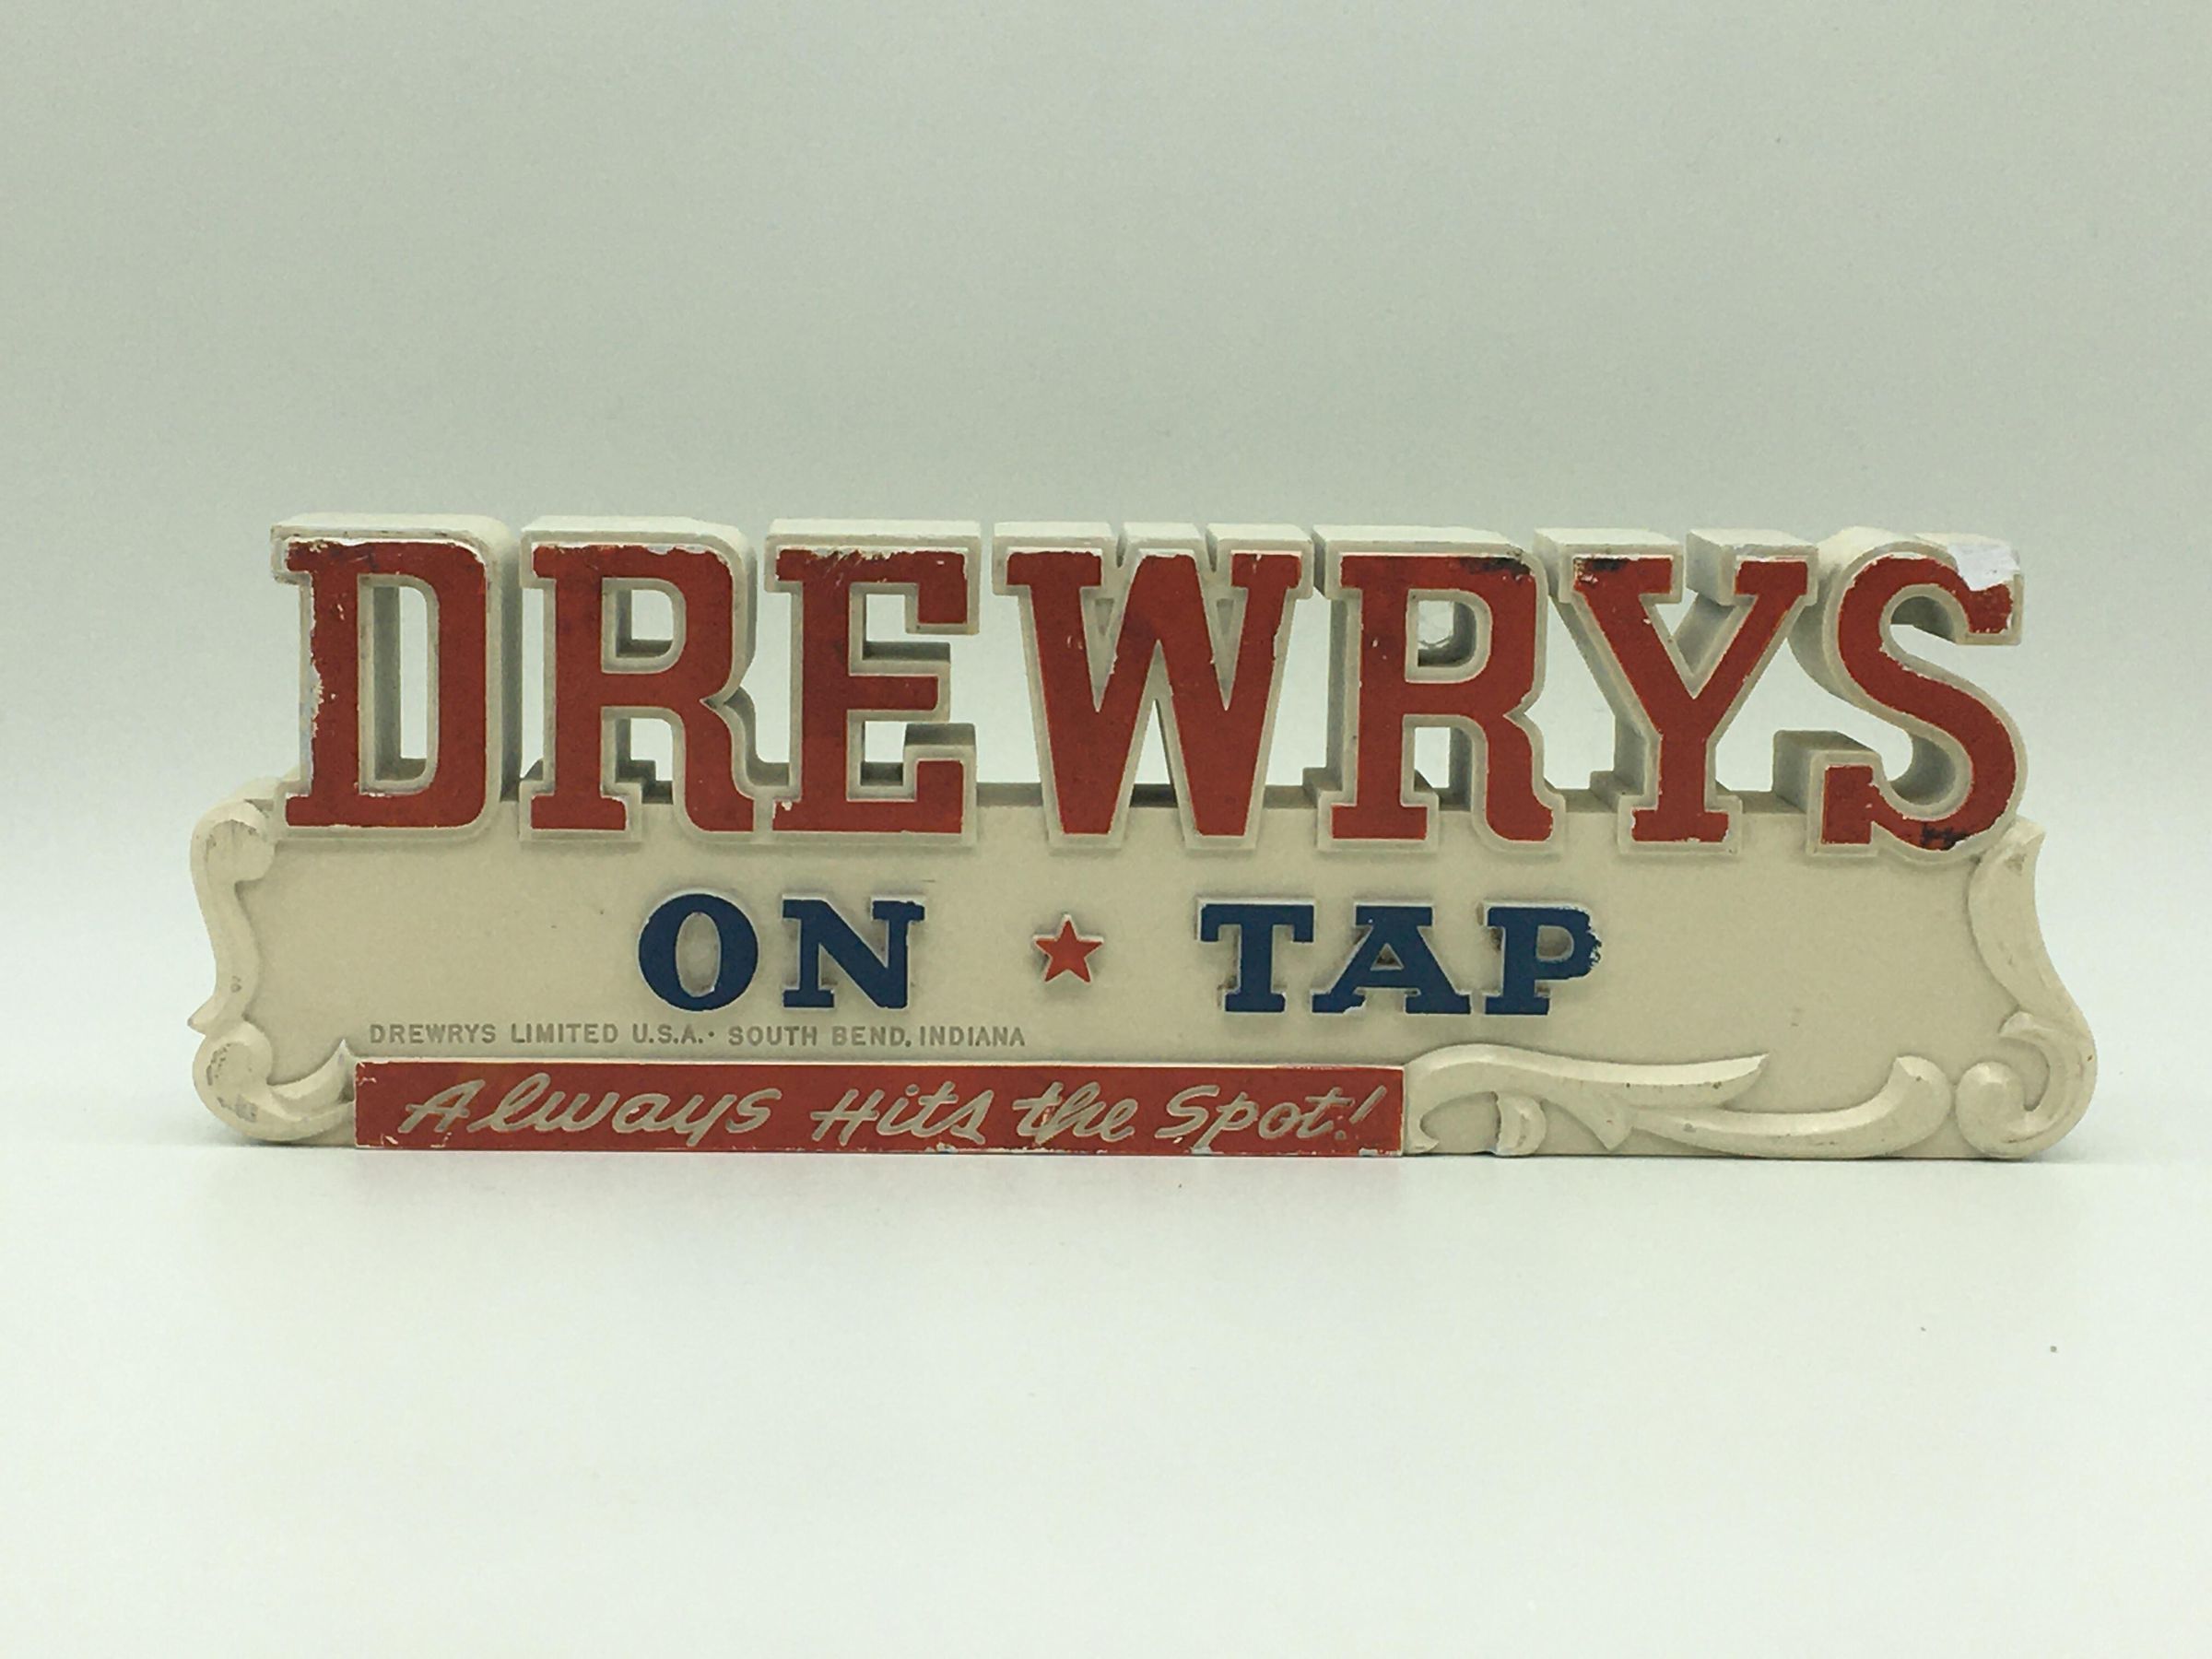 DREWRYS
ON ★ TAP
DREWRYS LIMITED U.S.A. · SOUTH BEND, INDIANA
Always Hits the Spot!